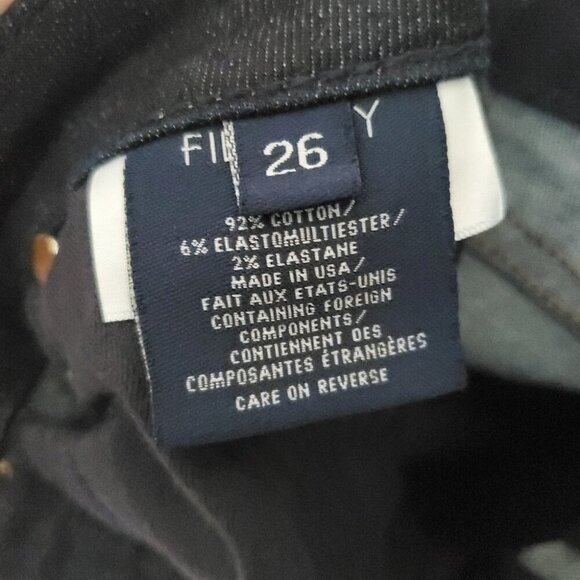 26
92% COTTON/
6% ELASTOMULTIESTER/
2% ELASTANE
MADE IN USA/
FAIT AUX ETATS-UNIS
CONTAINING FOREIGN
COMPONENTS/
CONTIENNENT DES
COMPOSANTES ÉTRANGÈRES
CARE ON REVERSE